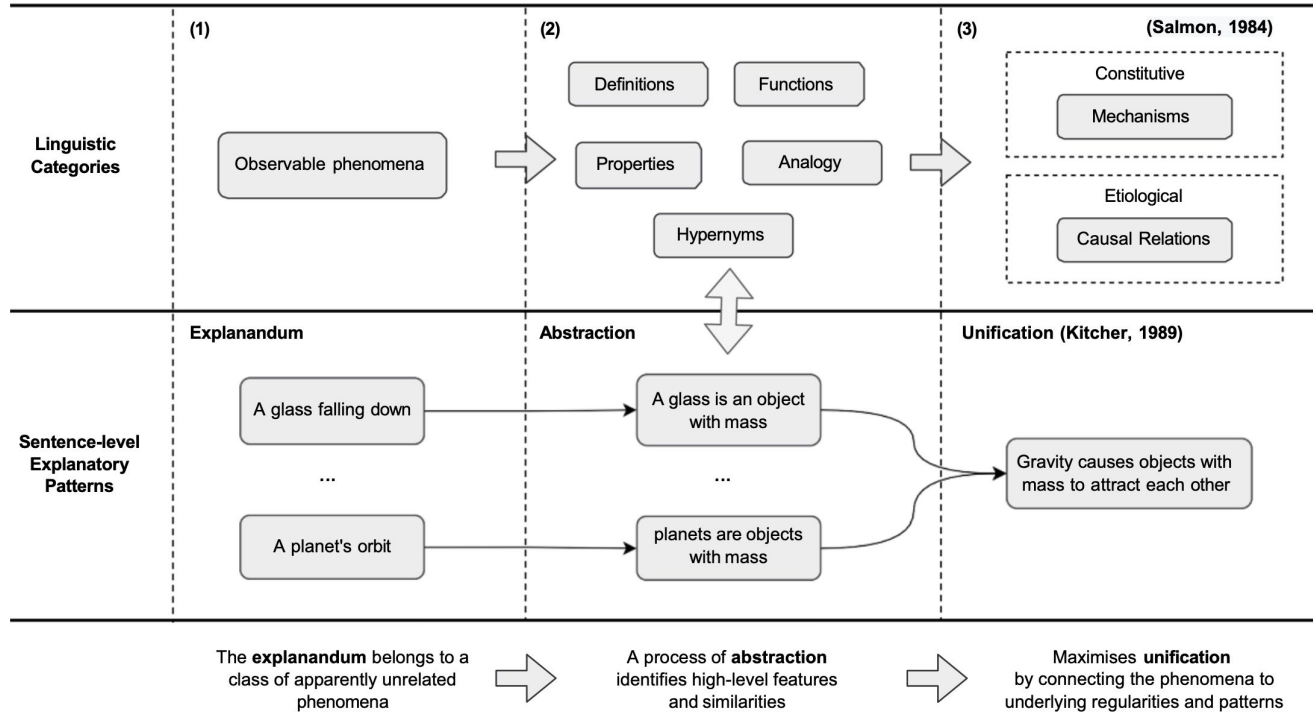 (1)
(2)
(3)
(Salmon, 1984)
Linguistic
Categories
Observable phenomena
Definitions
Functions
Properties
Analogy
Hypernyms
Constitutive
Mechanisms
Etiological
Causal Relations
Explanandum
Abstraction
Unification (Kitcher, 1989)
Sentence-level
Explanatory
Patterns
A glass falling down
...
A planet's orbit
A glass is an object
with mass
...
planets are objects
with mass
Gravity causes objects with
mass to attract each other
The explanandum belongs to a
class of apparently unrelated
phenomena
A process of abstraction
identifies high-level features
and similarities
Maximises unification
by connecting the phenomena to
underlying regularities and patterns